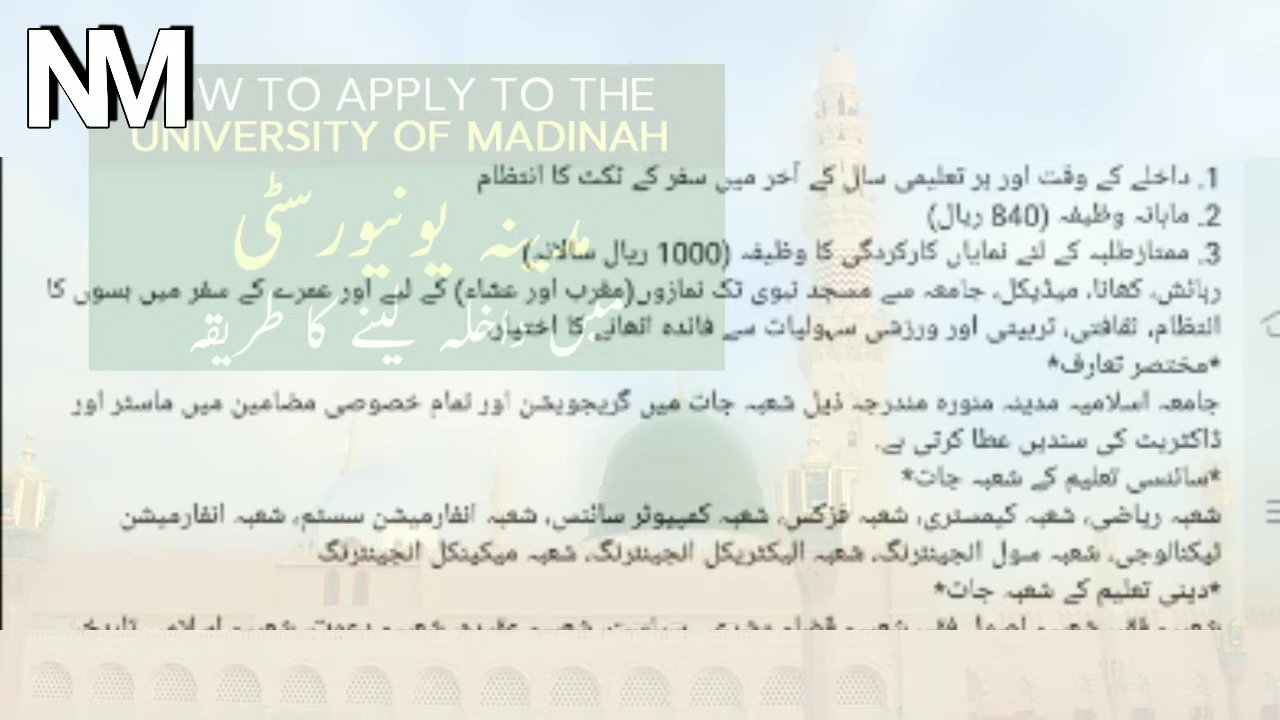 NM
W TO APPLY TO THE
UNIVERSITY OF MADINAH
مدینہ یونیورسٹی
میں داخلہ لینے کا طریقہ
1. داخلے کے وقت اور ہر تعلیمی سال کے آخر میں سفر کے ٹکٹ کا انتظام
2. ماہانہ وظیفہ (840 ریال)
3. ممتازطلبہ کے لئے نمایاں کارکردگی کا وظیفہ (1000 ریال سالانہ)
رہائش، کھانا، میڈیکل، جامعہ سے مسجد نبوی تک نمازوں(مغرب اور عشاء) کے لیے اور عمرے کے سفر میں بسوں کا
انتظام، ثقافتی، تربیتی اور ورزشی سہولیات سے فائدہ اٹھانے کا اختیار.
*مختصر تعارف*
جامعہ اسلامیہ مدینہ منورہ مندرجہ ذیل شعبہ جات میں گریجویشن اور تمام خصوصی مضامین میں ماسٹر اور
ڈاکٹریٹ کی سندیں عطا کرتی ہے.
*سائنسی تعلیم کے شعبہ جات*
شعبہ ریاضی، شعبہ کیمسٹری، شعبہ فزکس، شعبہ کمپیوٹر سائنس، شعبہ انفارمیشن سسٹم، شعبہ انفارمیشن
ٹیکنالوجی، شعبہ سول انجینئرنگ، شعبہ الیکٹریکل انجینئرنگ، شعبہ میکینکل انجینئرنگ
*دینی تعلیم کے شعبہ جات*